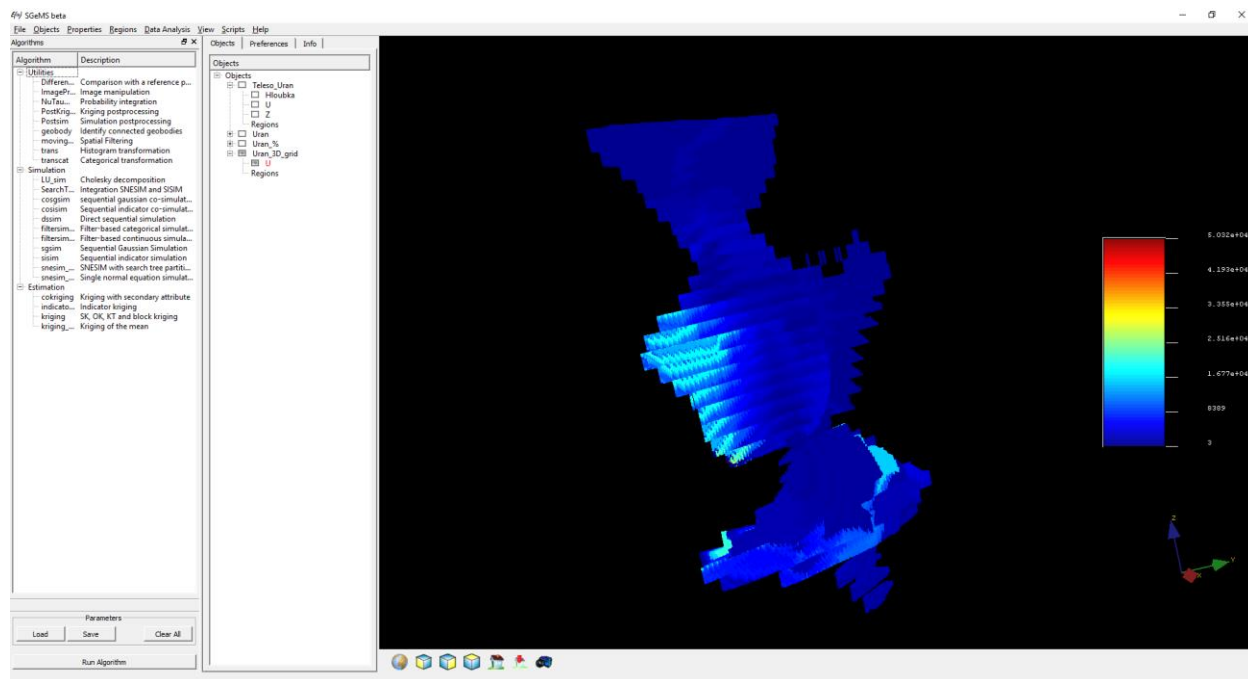 SGeMS beta
File Objects Properties Regions Data Analysis View Scripts Help
Algorithms
Algorithm Description
Utilities
Differen... Comparison with a reference p...
ImagePr... Image manipulation
NuTau... Probability integration
PostKrig... Kriging postprocessing
Postsim Simulation postprocessing
geobody Identify connected geobodies
moving... Spatial Filtering
trans Histogram transformation
transcat Categorical transformation
Simulation
LU_sim Cholesky decomposition
SearchT... Integration SNESIM and SISIM
cosgsim sequential gaussian co-simulat...
cosisim Sequential indicator co-simulat...
dssim Direct sequential simulation
filtersim... Filter-based categorical simulat...
filtersim... Filter-based continuous simula...
sgsim Sequential Gaussian Simulation
sisim Sequential indicator simulation
snesim_... SNESIM with search tree partiti...
snesim_... Single normal equation simulat...
Estimation
cokriging Kriging with secondary attribute
indicato... Indicator kriging
kriging SK, OK, KT and block kriging
kriging_... Kriging of the mean
Parameters
Load Save Clear All
Run Algorithm
Objects Preferences Info
Objects
Objects
Teleso_Uran
Hloubka
U
Z
Regions
Uran
Uran_%
Uran_3D_grid
U
Regions
5.032e+04
4.193e+04
3.355e+04
2.516e+04
1.677e+04
8389
3
Z
Y
X